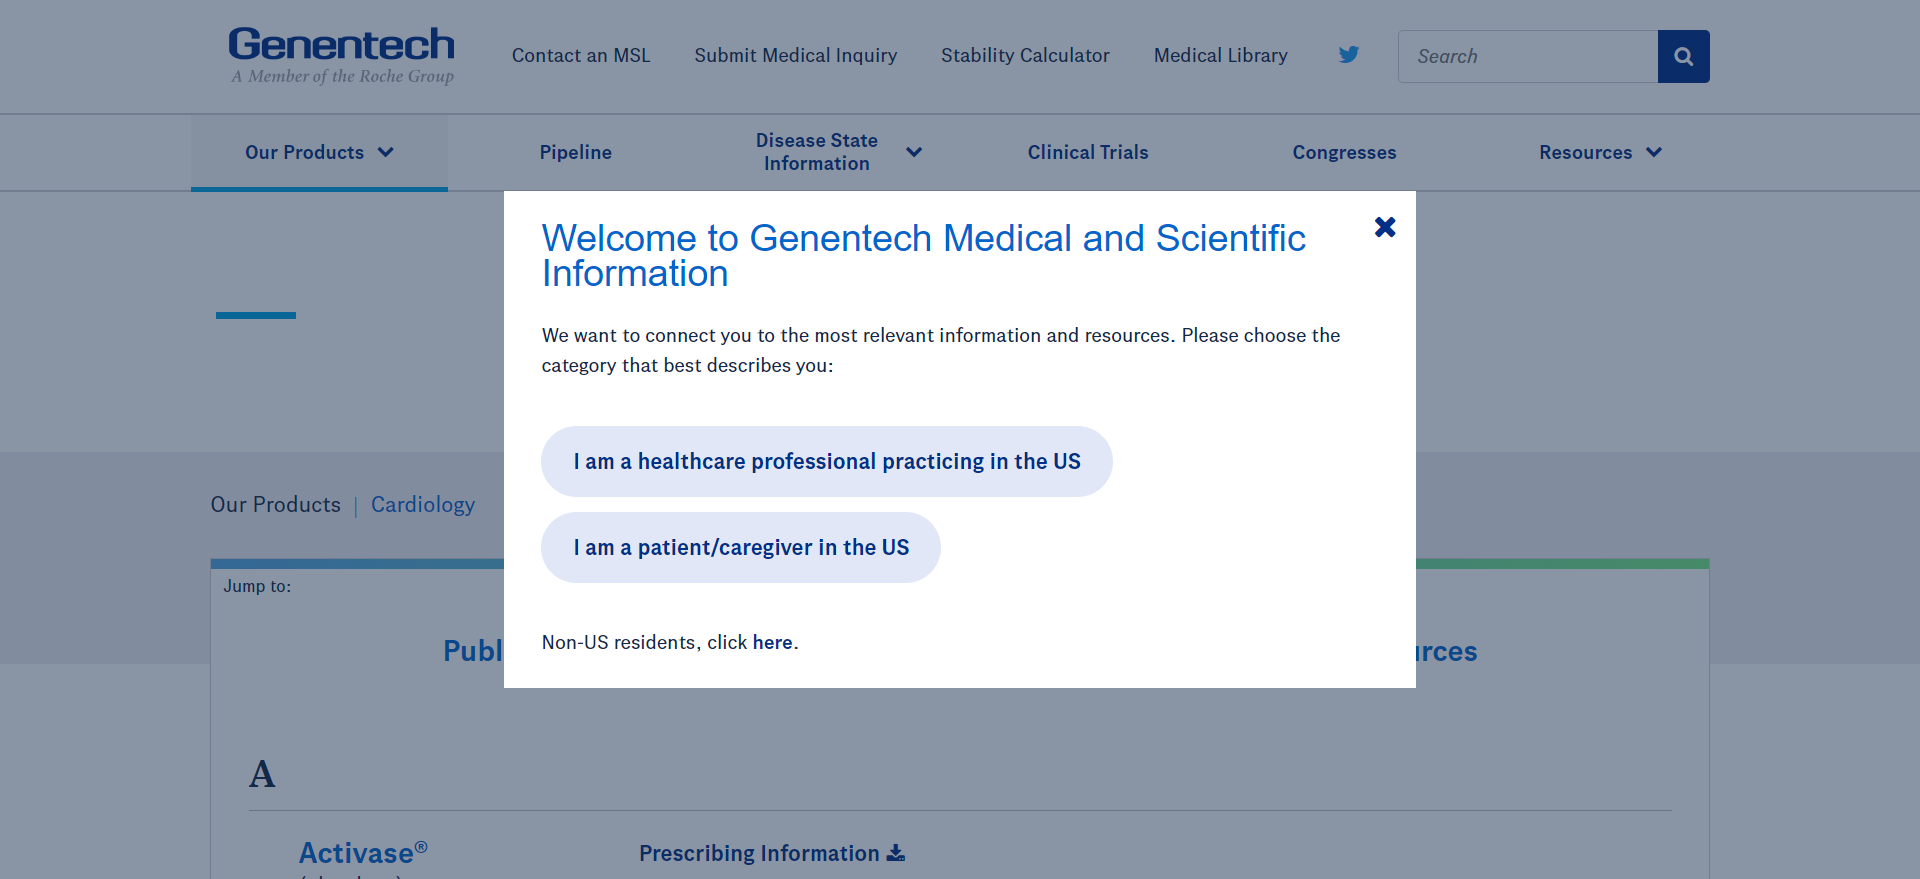 Genentech
A Member of the Roche Group
Contact an MSL
Submit Medical Inquiry
Stability Calculator
Medical Library
Search
Our Products
Pipeline
Disease State
Information
Clinical Trials
Congresses
Resources
Welcome to Genentech Medical and Scientific
Information
We want to connect you to the most relevant information and resources. Please choose the
category that best describes you:
I am a healthcare professional practicing in the US
I am a patient/caregiver in the US
Non-US residents, click here.
Our Products | Cardiology
Jump to:
Publ
rces
A
Activase®
Prescribing Information